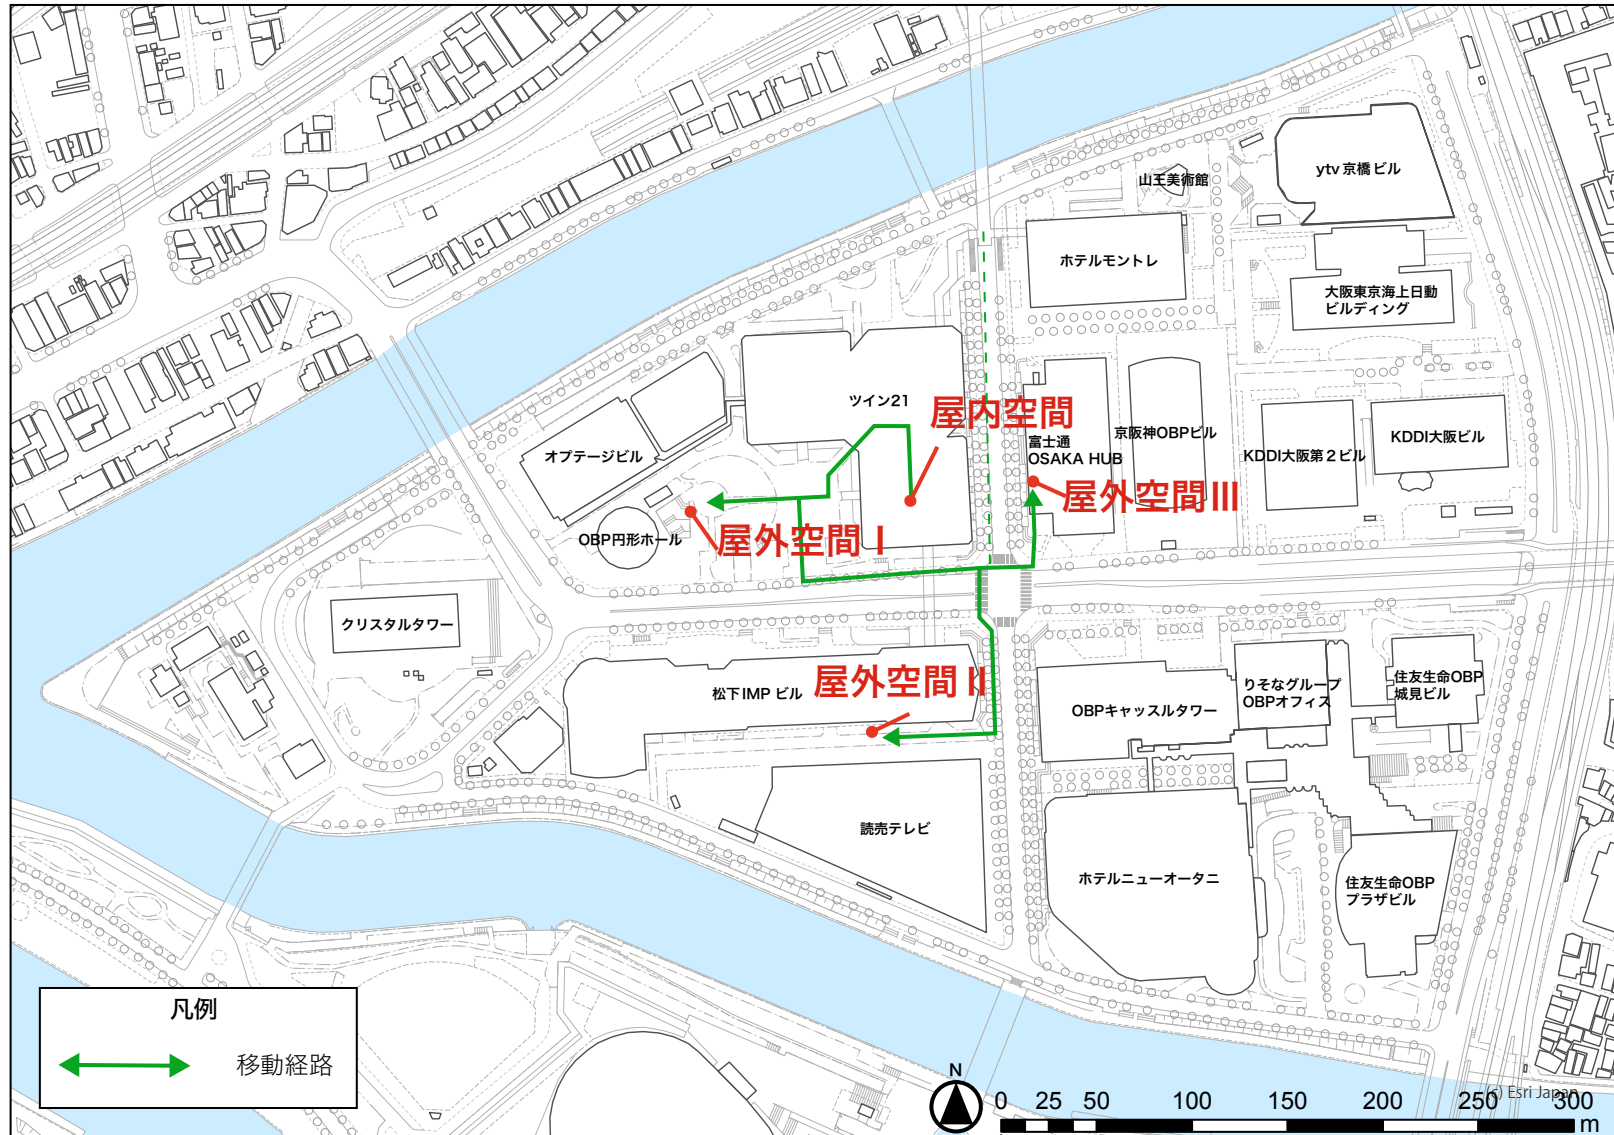 ytv 京橋ビル
山王美術館
ホテルモントレ
大阪東京海上日動
ビルディング
ツイン21
屋内空間
富士通
OSAKA HUB
京阪神OBPビル
KDDI大阪第2ビル
KDDI大阪ビル
オプテージビル
屋外空間Ⅲ
OBP円形ホール
屋外空間Ⅰ
クリスタルタワー
松下IMP ビル
屋外空間Ⅱ
OBPキャッスルタワー
りそなグループ
OBPオフィス
住友生命OBP
城見ビル
読売テレビ
ホテルニューオータニ
住友生命OBP
プラザビル
凡例
移動経路
N
0 25 50 100 150 200 250 300
m
(c) Esri Japan